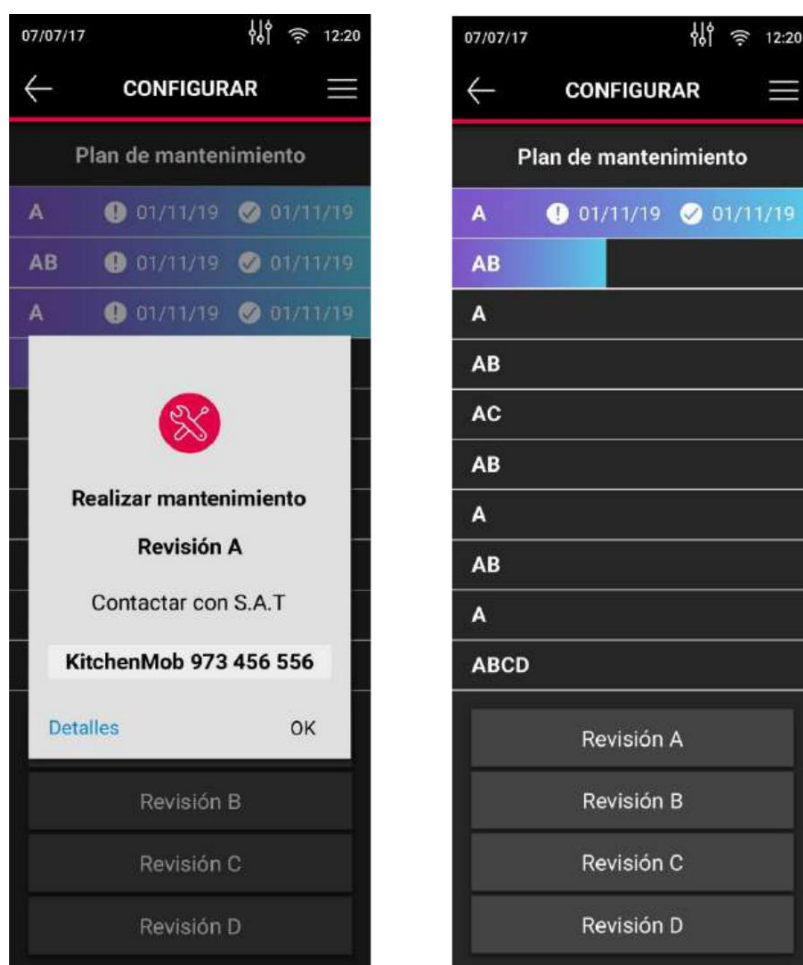 07/07/17 12:20
CONFIGURAR
Plan de mantenimiento
A 01/11/19 01/11/19
AB 01/11/19 01/11/19
A 01/11/19 01/11/19
Realizar mantenimiento
Revisión A
Contactar con S.A.T
KitchenMob 973 456 556
Detalles OK
Revisión B
Revisión C
Revisión D
07/07/17 12:20
CONFIGURAR
Plan de mantenimiento
A 01/11/19 01/11/19
AB
A
AB
AC
AB
A
AB
A
ABCD
Revisión A
Revisión B
Revisión C
Revisión D